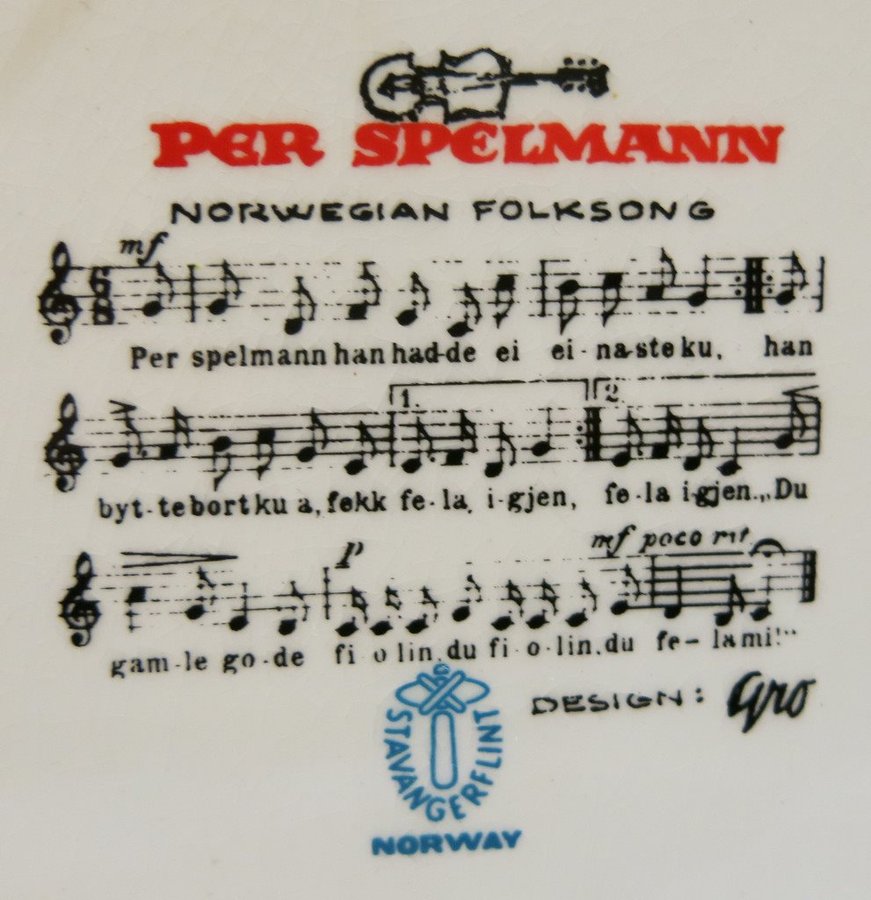 PER SPELMANN
NORWEGIAN FOLKSONG
mf
Per spelmann han had-de ei ei-na-ste ku, han
1. 2.
byt-te bort ku a, fekk fe-la, i-gjen, fe-la i-gjen.„Du
p mf poco rit.
gam-le go-de fi o lin, du fi-o-lin, du fe-la mi!“
DESIGN: Gro
STAVANGERFLINT
NORWAY